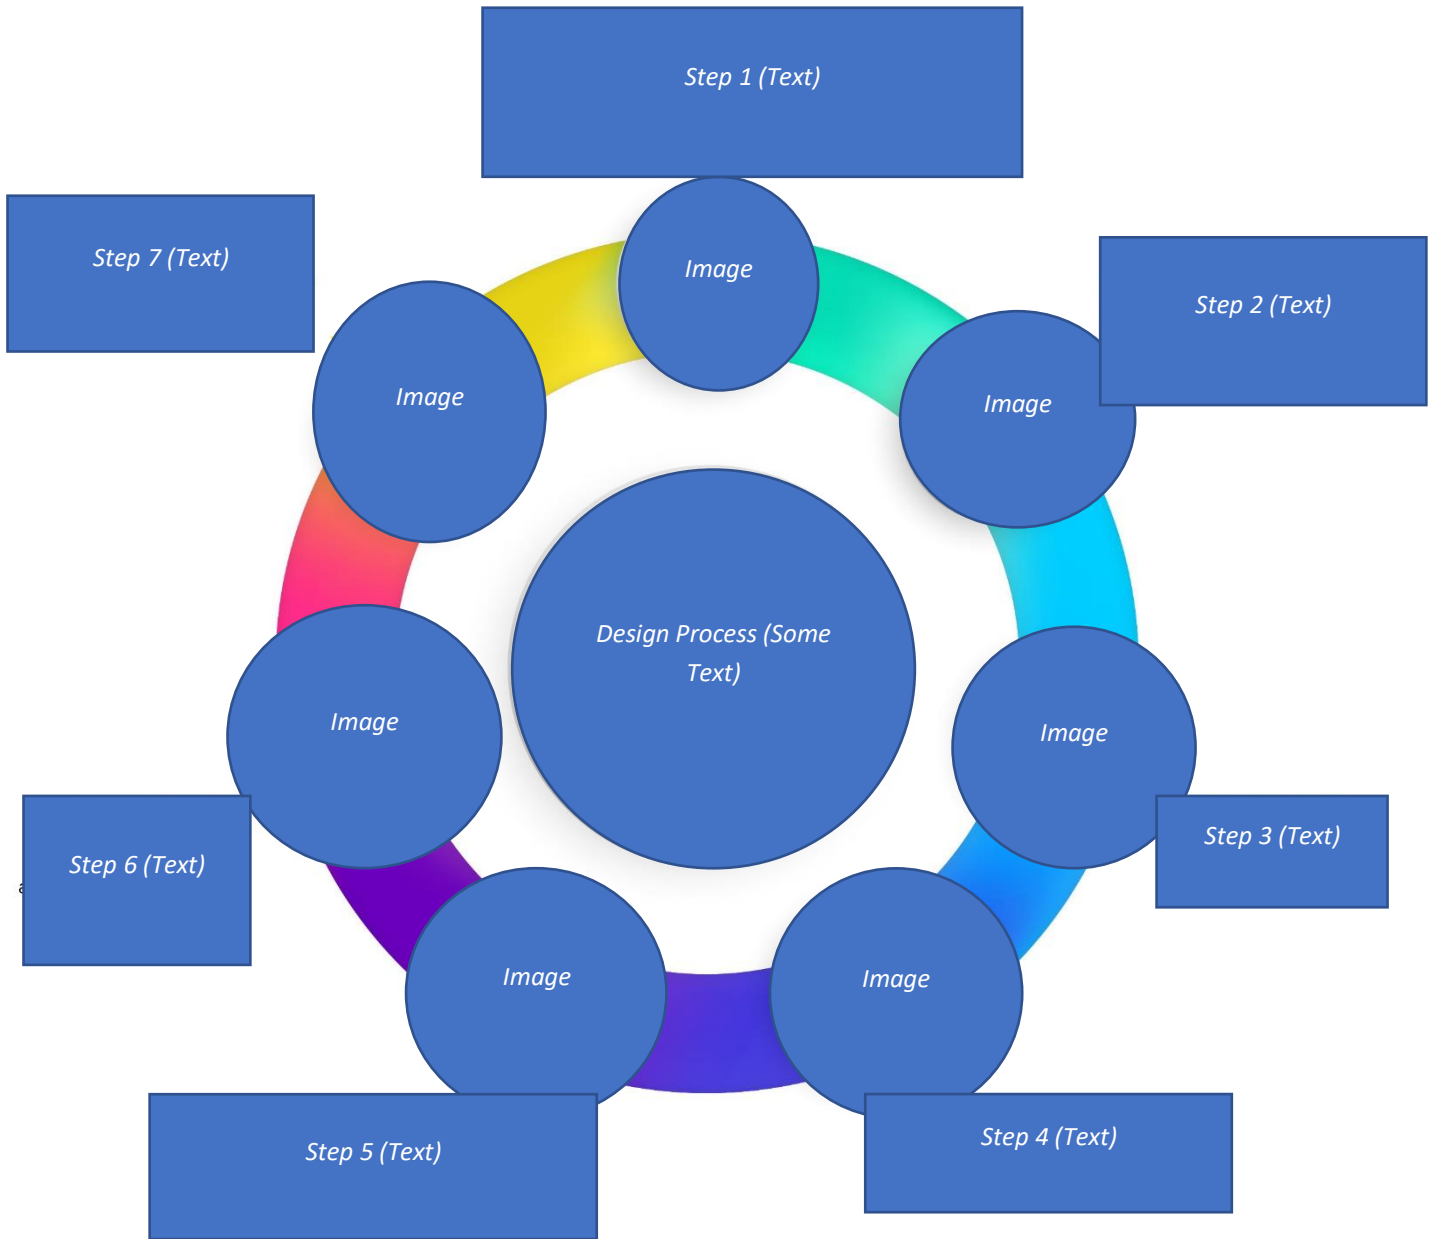 Step 1 (Text)
Step 7 (Text)
Image
Step 2 (Text)
Image
Image
Design Process (Some
Text)
Image
Image
Step 3 (Text)
Step 6 (Text)
Image
Image
Step 5 (Text)
Step 4 (Text)